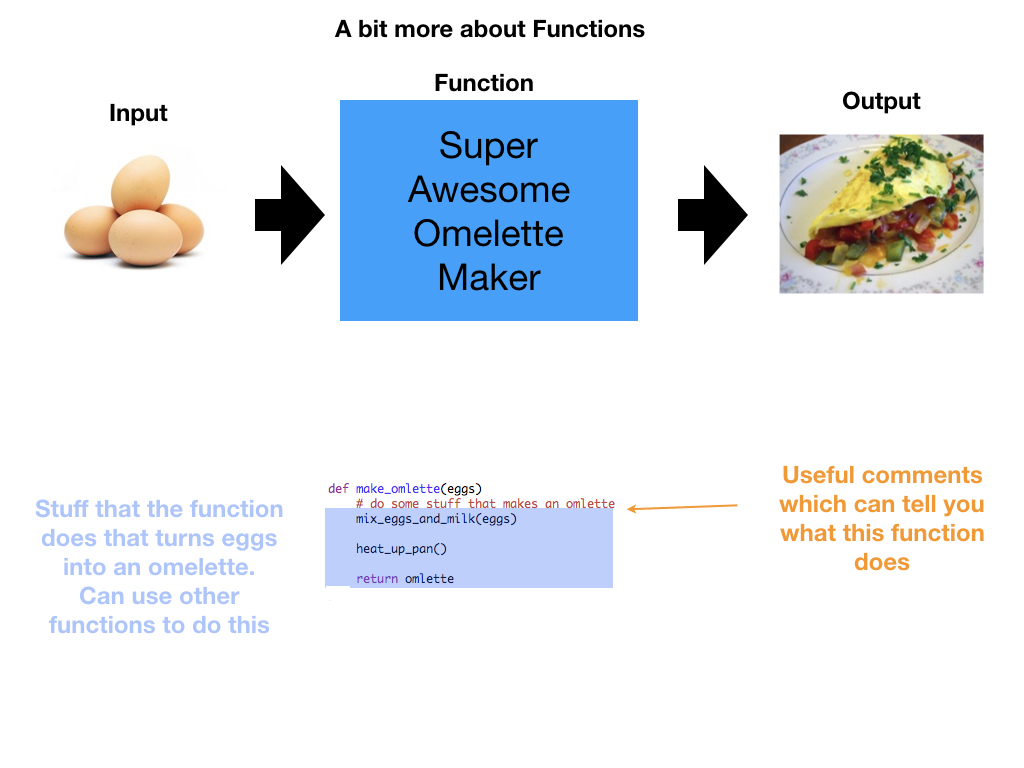 A bit more about Functions
Function
Input
Output
Super
Awesome
Omelette
Maker
Stuff that the function
does that turns eggs
into an omelette.
Can use other
functions to do this
def make_omlette(eggs)
# do some stuff that makes an omlette
mix_eggs_and_milk(eggs)
heat_up_pan()
return omlette
Useful comments
which can tell you
what this function
does